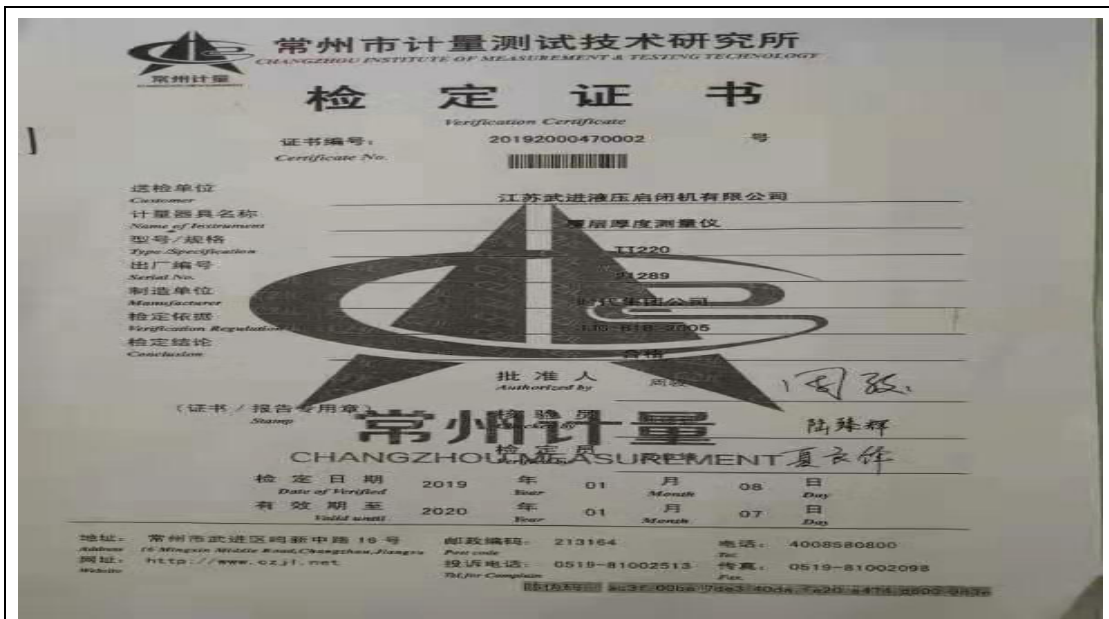 常州市计量测试技术研究所
CHANGZHOU INSTITUTE OF MEASUREMENT & TESTING TECHNOLOGY
常州计量
检 定 证 书
Verification Certificate
证书编号： 20192000470002 号
Certificate No.
送检单位 江苏武进液压启闭机有限公司
Customer
计量器具名称 覆层厚度测量仪
Name of Instrument
型号/规格 TT220
Type /Specification
出厂编号
Serial No.
制造单位 时代集团公司
Manufacturer
检定依据 JJG 818-2005
Verification Regulation
检定结论 合格
Conclusion
批 准 人
Authorized by
(证书 / 报告专用章)
Stamp
核 验 员
常州计量
CHANGZHOU MEASUREMENT
检 定 员
检 定 日 期 2019 年 01 月 08 日
Date of Verified Year Month Day
有 效 期 至 2020 年 01 月 07 日
Valid until Year Month Day
地址： 常州市武进区鸣新中路 16 号 邮政编码： 213164 电话： 4008580800
Address 16 Mingxin Middle Road,Changzhou,Jiangsu Post code Tel.
网址： http://www.czjl.net 投诉电话： 0519-81002513 传真： 0519-81002098
Website Tel.for Complain Fax.
防伪码：